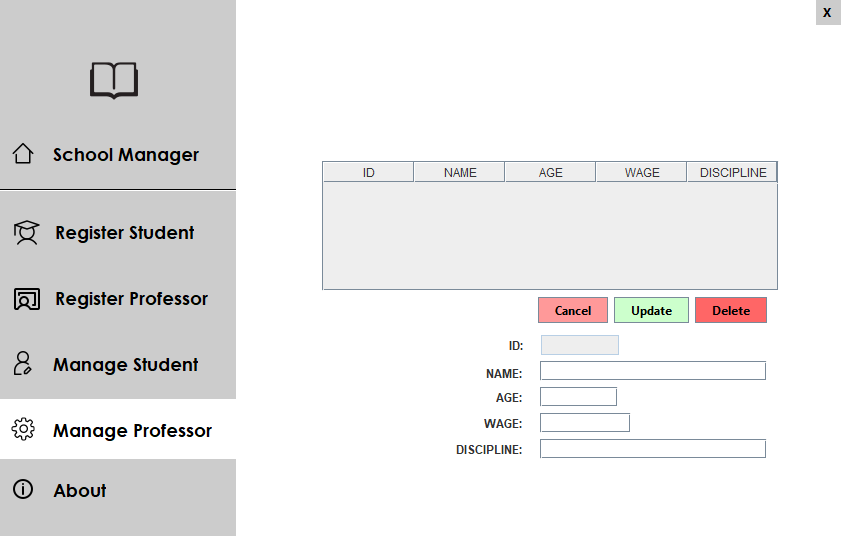 X
School Manager
Register Student
Register Professor
Manage Student
Manage Professor
About
ID NAME AGE WAGE DISCIPLINE
Cancel Update Delete
ID:
NAME:
AGE:
WAGE:
DISCIPLINE: